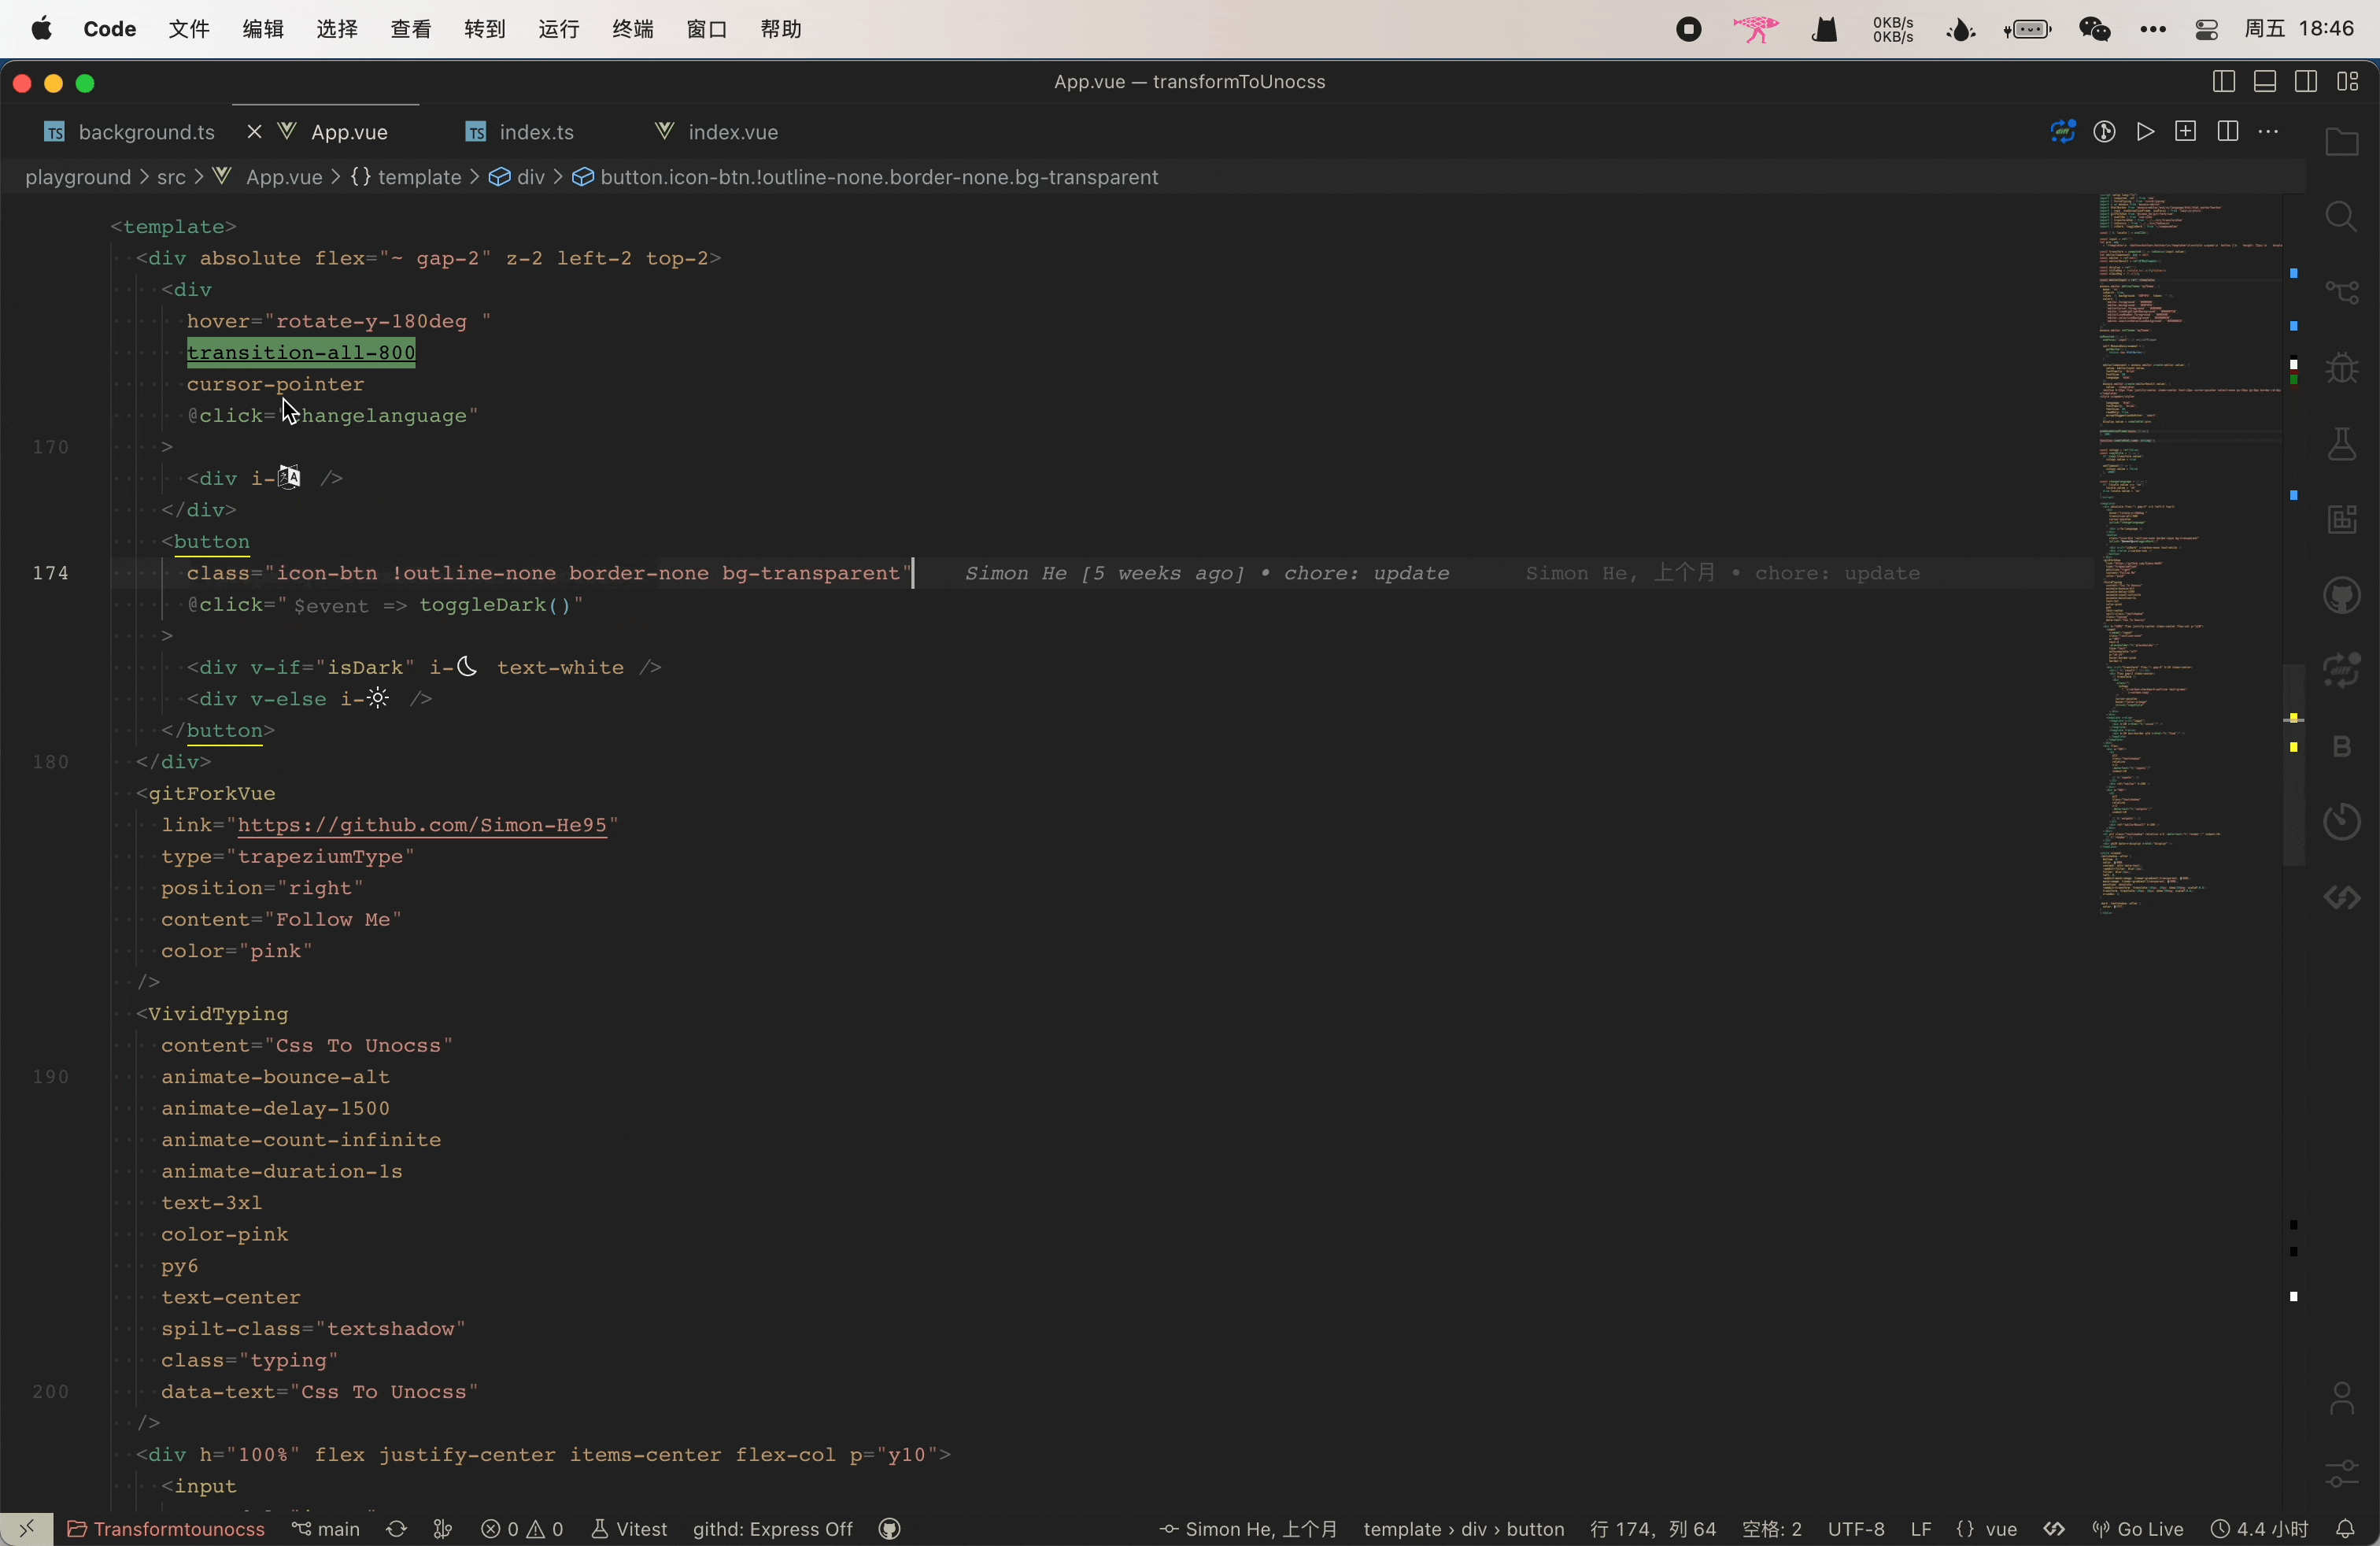 Code 文件 编辑 选择 查看 转到 运行 终端 窗口 帮助 0KB/s 0KB/s 周五 18:46
App.vue — transformToUnocss
TS background.ts App.vue TS index.ts index.vue
playground > src > App.vue > {} template > div > button.icon-btn.!outline-none.border-none.bg-transparent
<template>
<div absolute flex="~ gap-2" z-2 left-2 top-2>
<div
hover="rotate-y-180deg "
transition-all-800
cursor-pointer
@click="changelanguage"
170 >
<div i- />
</div>
<button
174 class="icon-btn !outline-none border-none bg-transparent" Simon He [5 weeks ago] • chore: update Simon He, 上个月 • chore: update
@click="$event => toggleDark()"
>
<div v-if="isDark" i- text-white />
<div v-else i- />
</button>
180 </div>
<gitForkVue
link="https://github.com/Simon-He95"
type="trapeziumType"
position="right"
content="Follow Me"
color="pink"
/>
<VividTyping
content="Css To Unocss"
190 animate-bounce-alt
animate-delay-1500
animate-count-infinite
animate-duration-1s
text-3xl
color-pink
py6
text-center
spilt-class="textshadow"
class="typing"
200 data-text="Css To Unocss"
/>
<div h="100%" flex justify-center items-center flex-col p="y10">
<input
Transformtounocss main 0 0 Vitest githd: Express Off Simon He, 上个月 template › div › button 行 174, 列 64 空格: 2 UTF-8 LF {} vue Go Live 4.4 小时